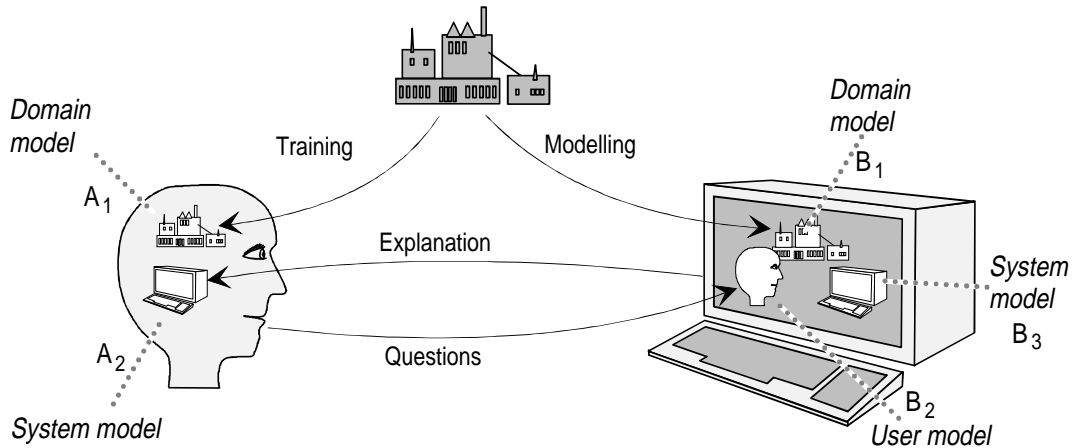 Domain
model
A1
Training
Modelling
Domain
model
B1
Explanation
System
model
B3
A2
Questions
System model
B2
User model